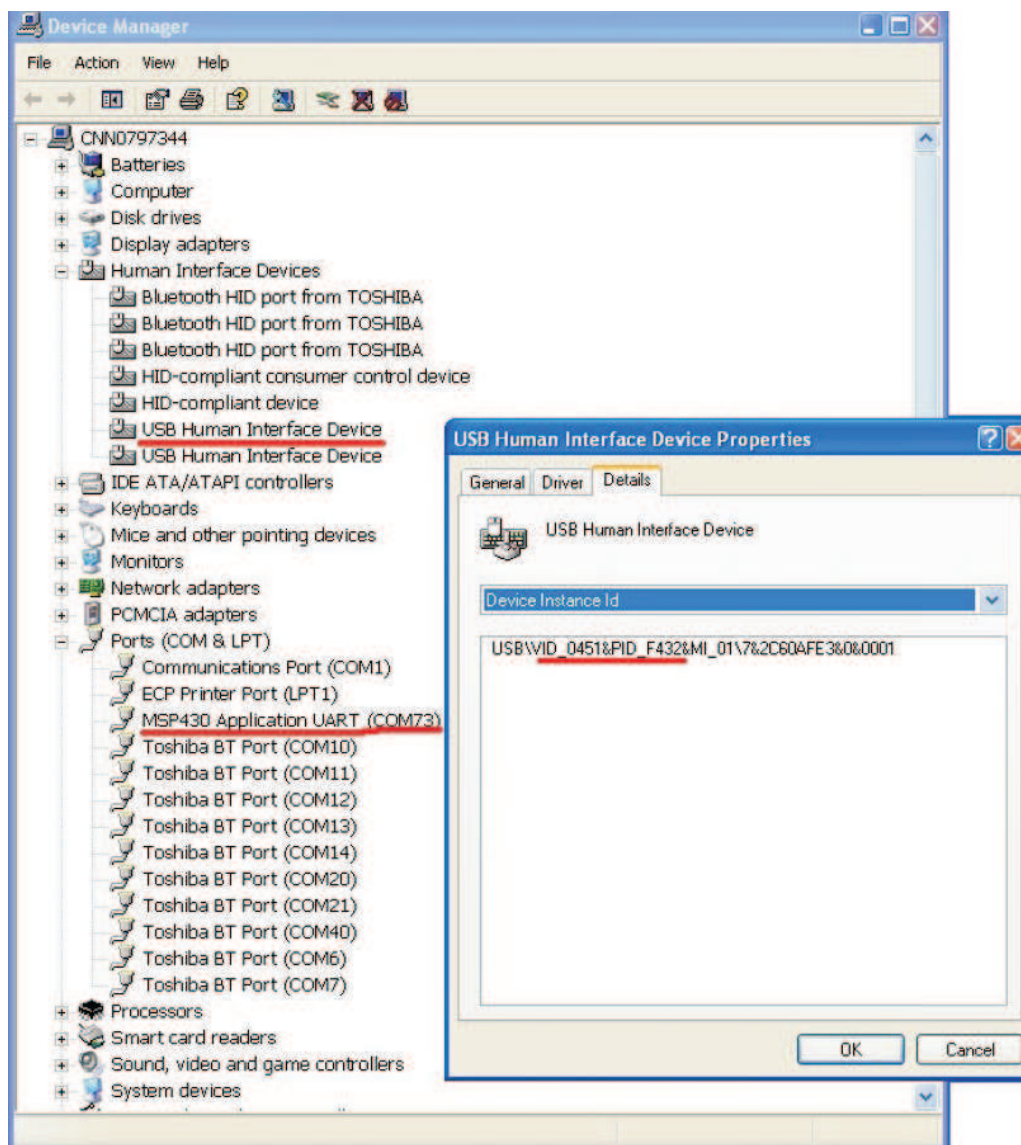 Device Manager
File Action View Help
CNN0797344
Batteries
Computer
Disk drives
Display adapters
Human Interface Devices
Bluetooth HID port from TOSHIBA
Bluetooth HID port from TOSHIBA
Bluetooth HID port from TOSHIBA
HID-compliant consumer control device
HID-compliant device
USB Human Interface Device
USB Human Interface Device
IDE ATA/ATAPI controllers
Keyboards
Mice and other pointing devices
Monitors
Network adapters
PCMCIA adapters
Ports (COM & LPT)
Communications Port (COM1)
ECP Printer Port (LPT1)
MSP430 Application UART (COM73)
Toshiba BT Port (COM10)
Toshiba BT Port (COM11)
Toshiba BT Port (COM12)
Toshiba BT Port (COM13)
Toshiba BT Port (COM14)
Toshiba BT Port (COM20)
Toshiba BT Port (COM21)
Toshiba BT Port (COM40)
Toshiba BT Port (COM6)
Toshiba BT Port (COM7)
Processors
Smart card readers
Sound, video and game controllers
System devices
USB Human Interface Device Properties
General Driver Details
USB Human Interface Device
Device Instance Id
USB\VID_0451&PID_F432&MI_01\7&2C60AFE3&0&0001
OK Cancel